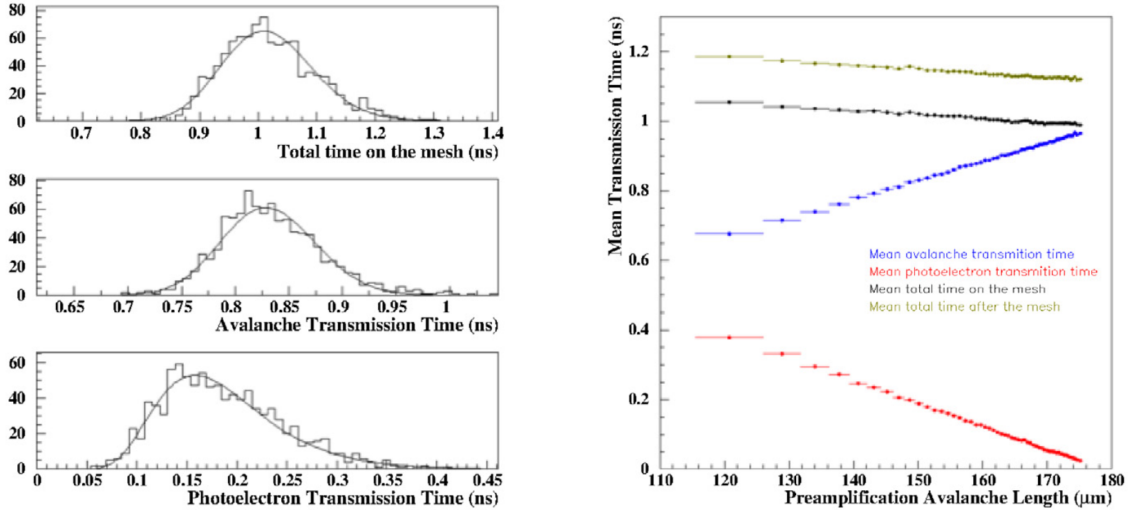 80
60
40
20
0
0.7 0.8 0.9 1 1.1 1.2 1.3 1.4
Total time on the mesh (ns)
80
60
40
20
0
0.65 0.7 0.75 0.8 0.85 0.9 0.95 1
Avalanche Transmission Time (ns)
60
40
20
0
0 0.05 0.1 0.15 0.2 0.25 0.3 0.35 0.4 0.45
Photoelectron Transmission Time (ns)
Mean Transmission Time (ns)
1.2
1
0.8
0.6
0.4
0.2
0
Mean avalanche transmition time
Mean photoelectron transmition time
Mean total time on the mesh
Mean total time after the mesh
110 120 130 140 150 160 170 180
Preamplification Avalanche Length (μm)